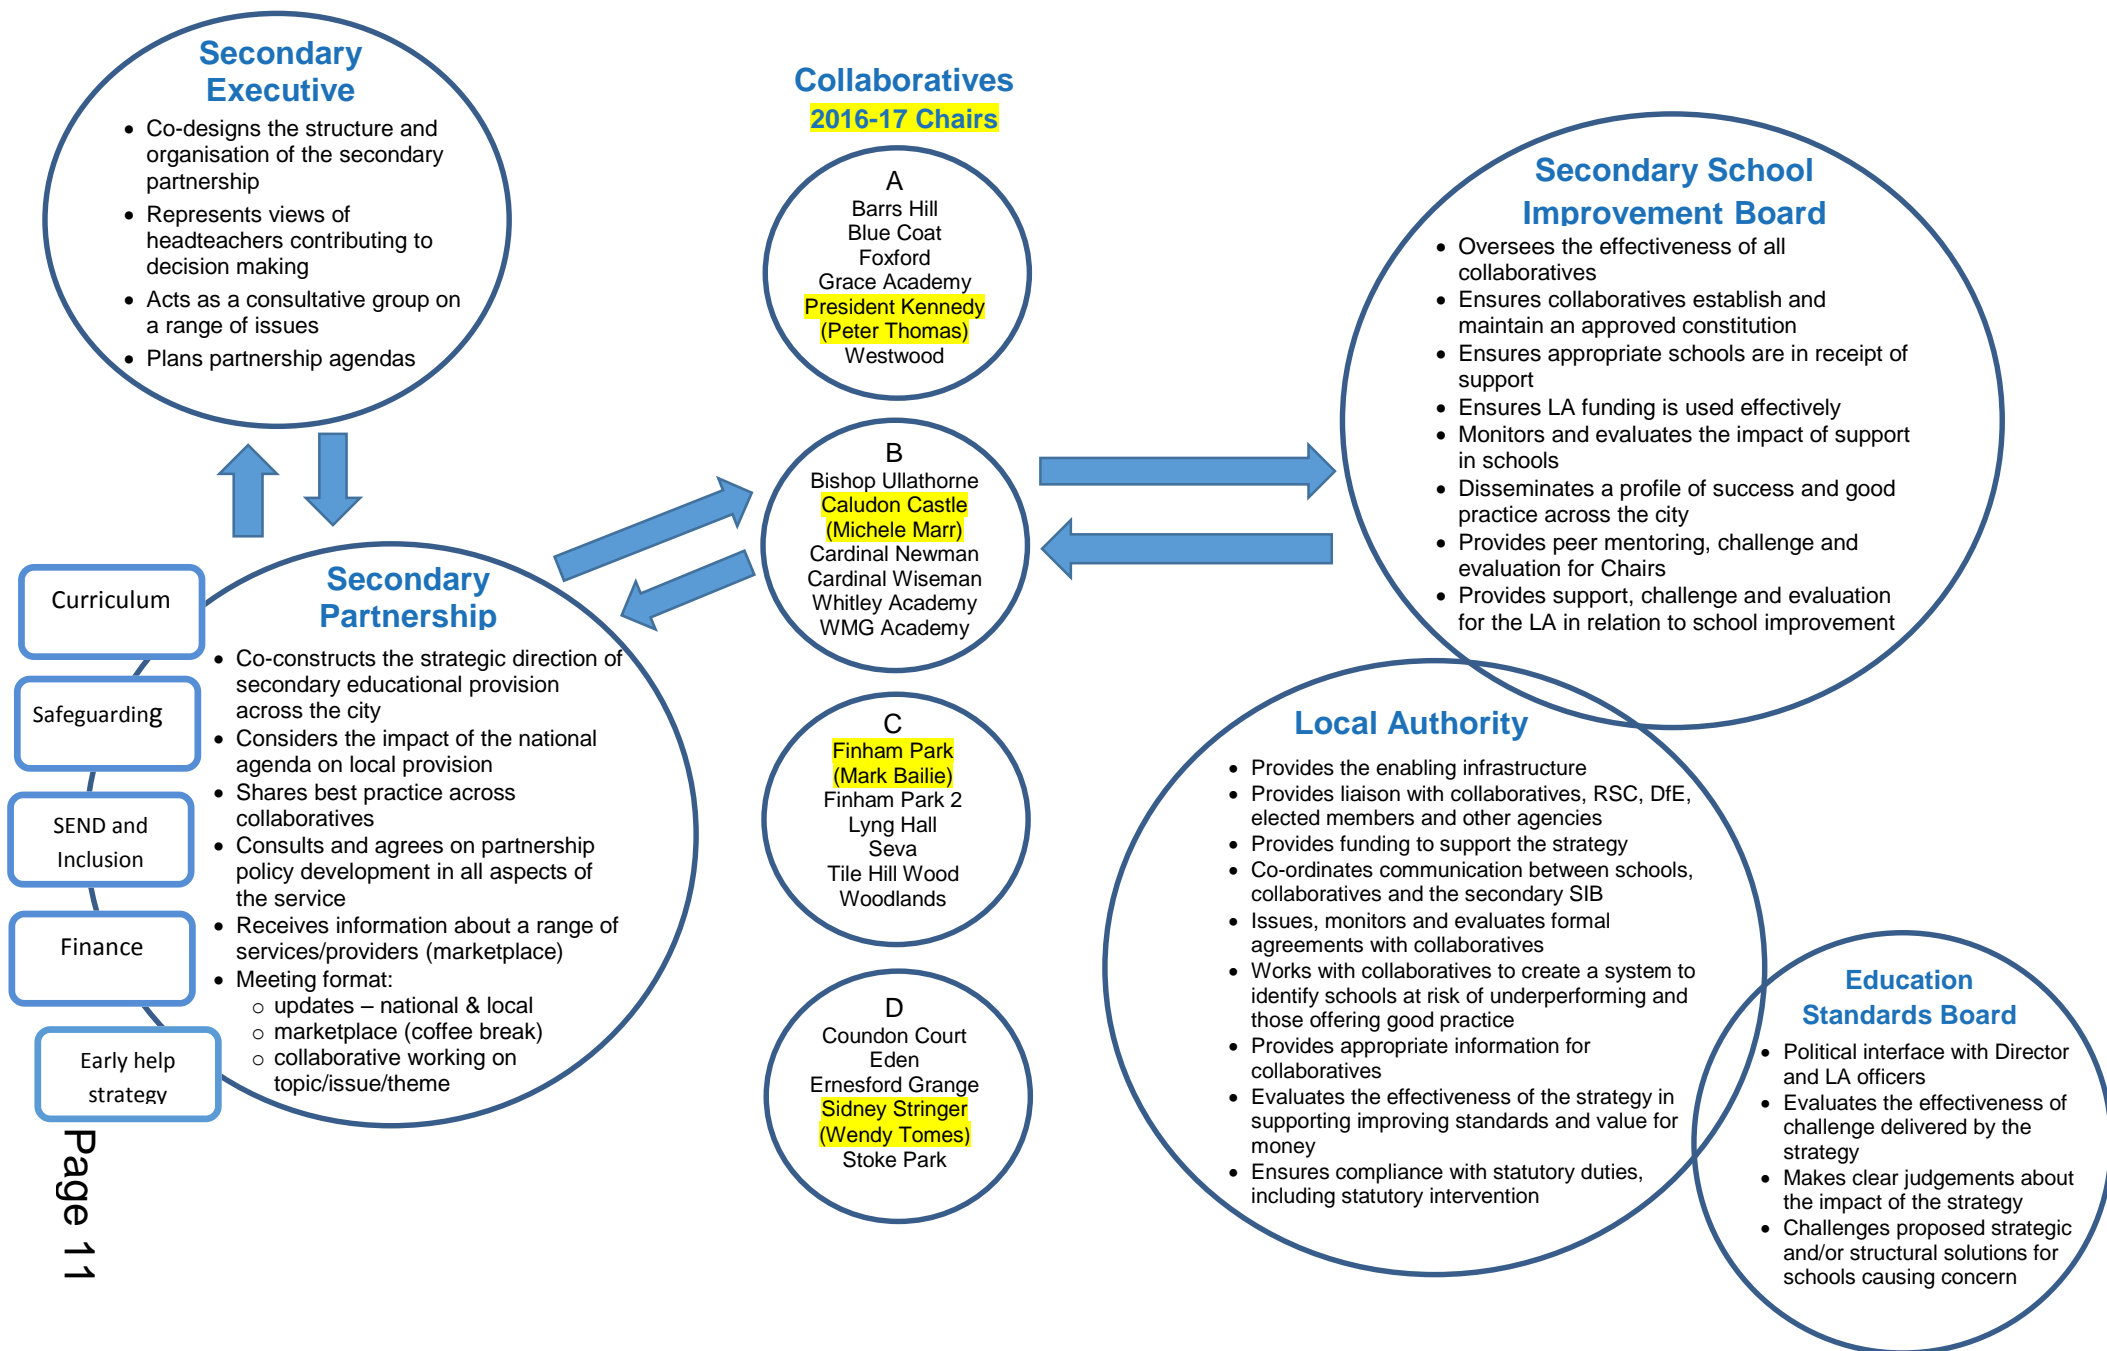 Secondary
Executive
• Co-designs the structure and
organisation of the secondary
partnership
• Represents views of
headteachers contributing to
decision making
• Acts as a consultative group on
a range of issues
• Plans partnership agendas
Curriculum
Safeguarding
SEND and
Inclusion
Finance
Early help
strategy
Secondary
Partnership
• Co-constructs the strategic direction of
secondary educational provision
across the city
• Considers the impact of the national
agenda on local provision
• Shares best practice across
collaboratives
• Consults and agrees on partnership
policy development in all aspects of
the service
• Receives information about a range of
services/providers (marketplace)
• Meeting format:
o updates – national & local
o marketplace (coffee break)
o collaborative working on
topic/issue/theme
Page 11
Collaboratives
2016-17 Chairs
A
Barrs Hill
Blue Coat
Foxford
Grace Academy
President Kennedy
(Peter Thomas)
Westwood
B
Bishop Ullathorne
Caludon Castle
(Michele Marr)
Cardinal Newman
Cardinal Wiseman
Whitley Academy
WMG Academy
C
Finham Park
(Mark Bailie)
Finham Park 2
Lyng Hall
Seva
Tile Hill Wood
Woodlands
D
Coundon Court
Eden
Ernesford Grange
Sidney Stringer
(Wendy Tomes)
Stoke Park
Secondary School
Improvement Board
• Oversees the effectiveness of all
collaboratives
• Ensures collaboratives establish and
maintain an approved constitution
• Ensures appropriate schools are in receipt of
support
• Ensures LA funding is used effectively
• Monitors and evaluates the impact of support
in schools
• Disseminates a profile of success and good
practice across the city
• Provides peer mentoring, challenge and
evaluation for Chairs
• Provides support, challenge and evaluation
for the LA in relation to school improvement
Local Authority
• Provides the enabling infrastructure
• Provides liaison with collaboratives, RSC, DfE,
elected members and other agencies
• Provides funding to support the strategy
• Co-ordinates communication between schools,
collaboratives and the secondary SIB
• Issues, monitors and evaluates formal
agreements with collaboratives
• Works with collaboratives to create a system to
identify schools at risk of underperforming and
those offering good practice
• Provides appropriate information for
collaboratives
• Evaluates the effectiveness of the strategy in
supporting improving standards and value for
money
• Ensures compliance with statutory duties,
including statutory intervention
Education
Standards Board
• Political interface with Director
and LA officers
• Evaluates the effectiveness of
challenge delivered by the
strategy
• Makes clear judgements about
the impact of the strategy
• Challenges proposed strategic
and/or structural solutions for
schools causing concern